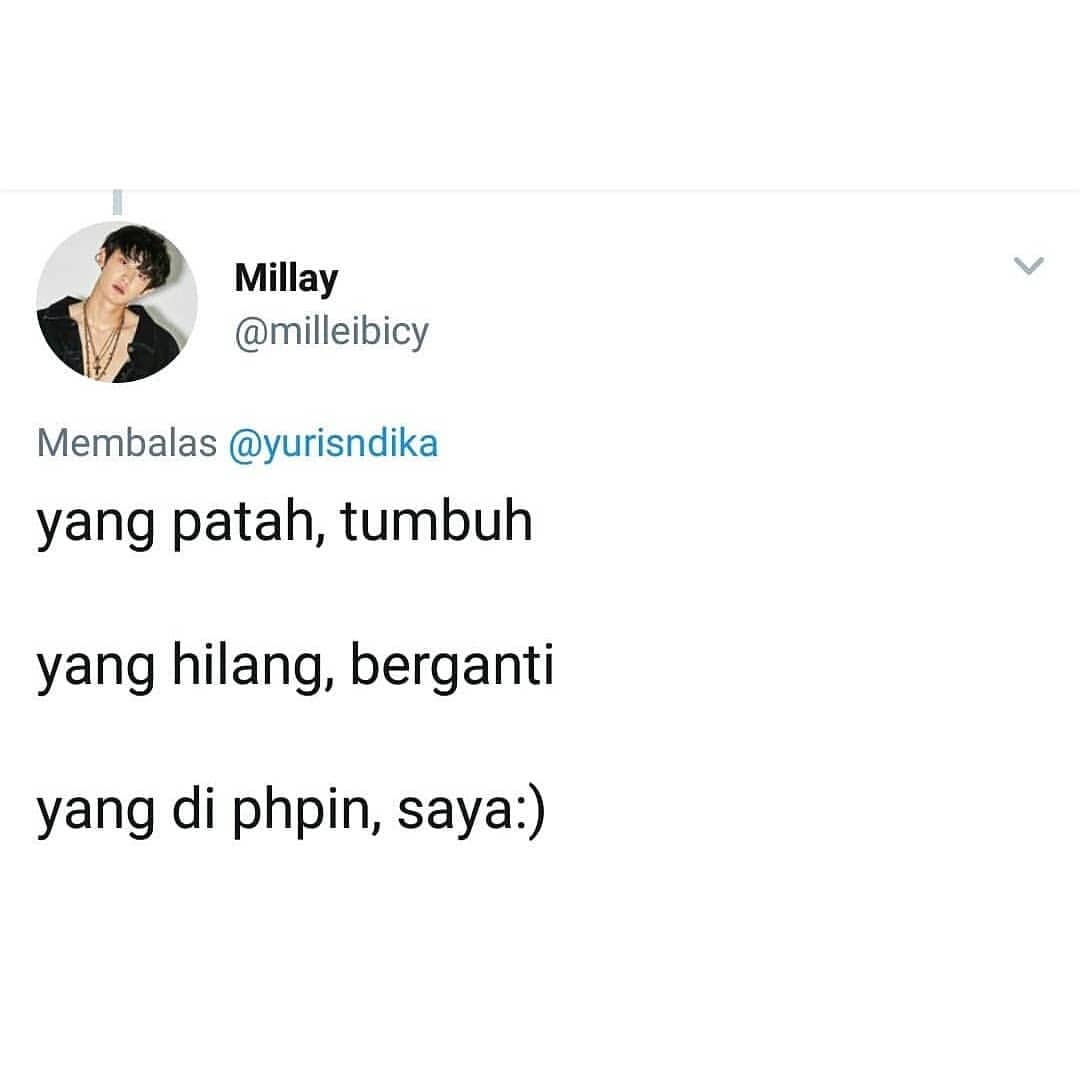 Millay
@milleibicy
Membalas @yurisndika
yang patah, tumbuh
yang hilang, berganti
yang di phpin, saya:)